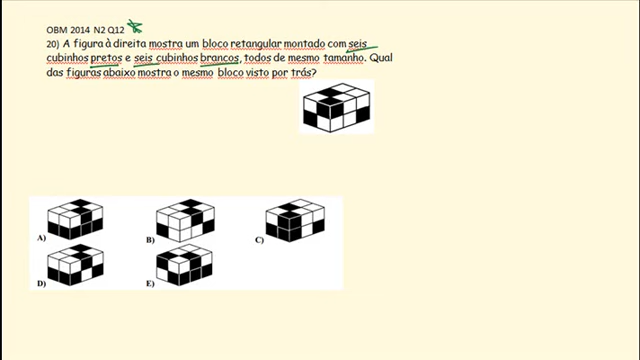 OBM 2014 N2 Q12
20) A figura à direita mostra um bloco retangular montado com seis
cubinhos pretos e seis cubinhos brancos, todos de mesmo tamanho. Qual
das figuras abaixo mostra o mesmo bloco visto por trás?
A)
B)
C)
D)
E)